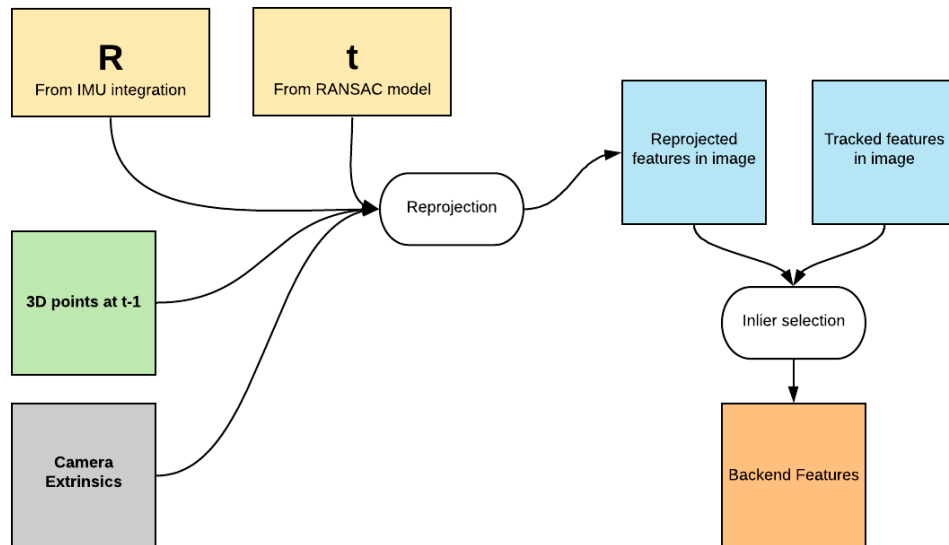 R
From IMU integration
t
From RANSAC model
Reprojected
features in image
Tracked features
in image
Reprojection
3D points at t-1
Inlier selection
Camera
Extrinsics
Backend Features